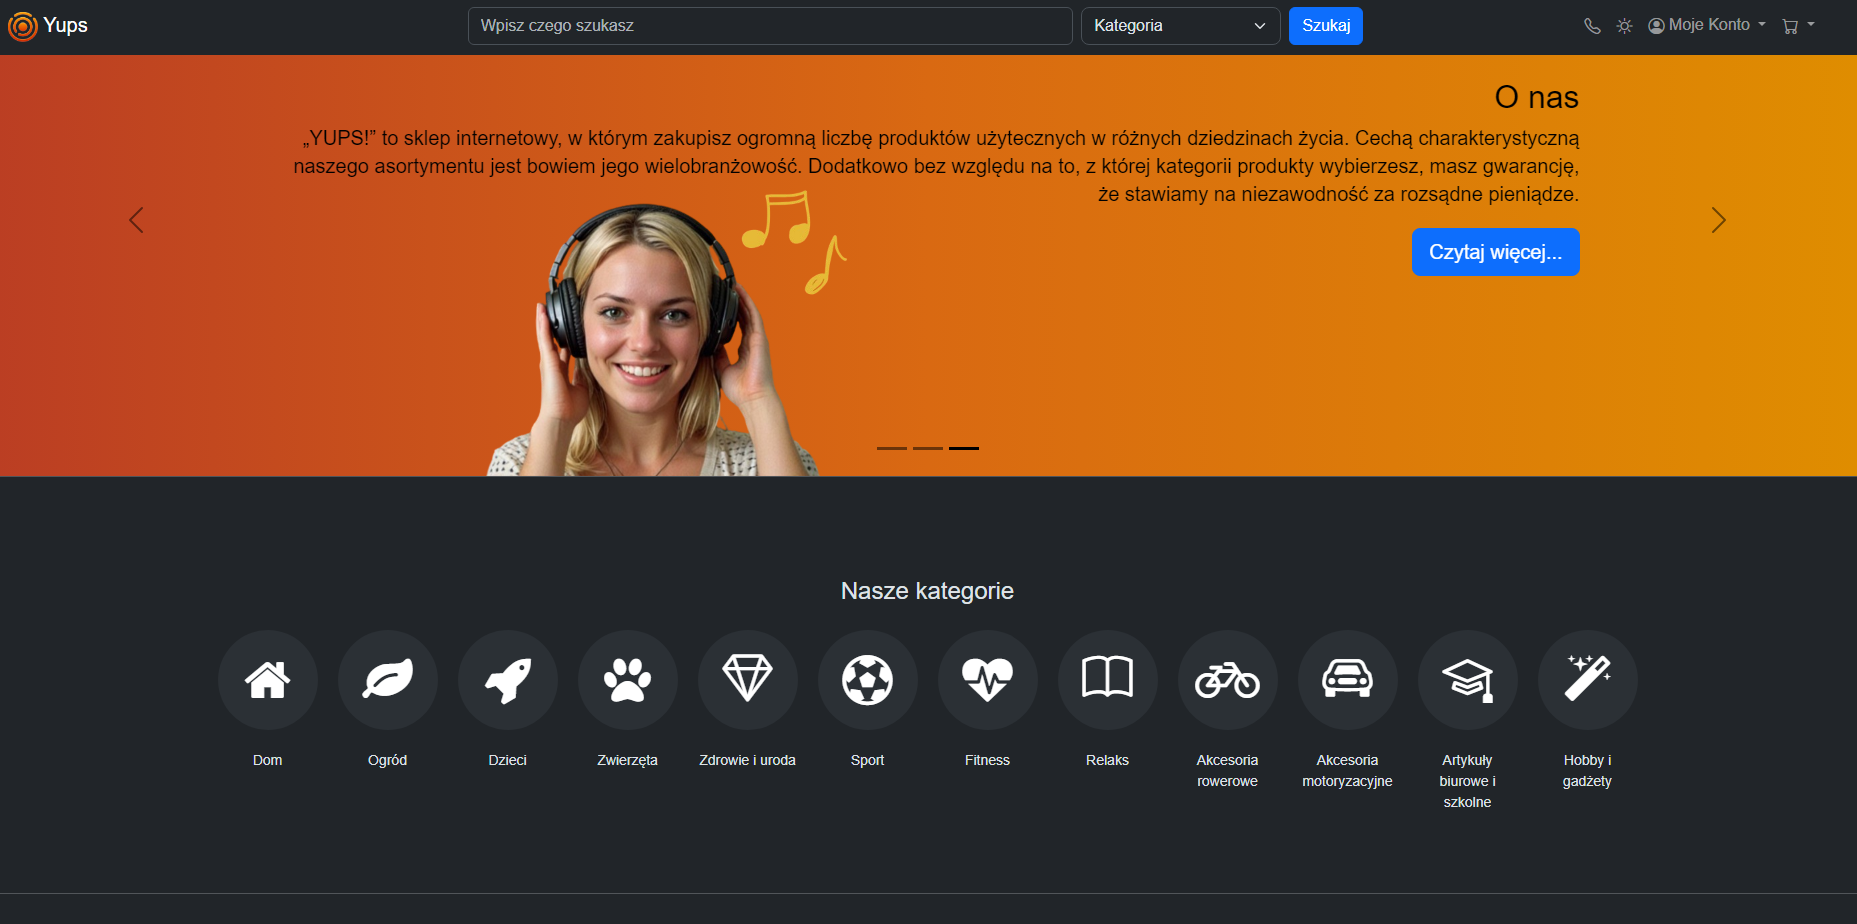 Yups
Wpisz czego szukasz
Kategoria
Szukaj
Moje Konto
O nas
„YUPS!” to sklep internetowy, w którym zakupisz ogromną liczbę produktów użytecznych w różnych dziedzinach życia. Cechą charakterystyczną
naszego asortymentu jest bowiem jego wielobranżowość. Dodatkowo bez względu na to, z której kategorii produkty wybierzesz, masz gwarancję,
że stawiamy na niezawodność za rozsądne pieniądze.
Czytaj więcej...
Nasze kategorie
Dom
Ogród
Dzieci
Zwierzęta
Zdrowie i uroda
Sport
Fitness
Relaks
Akcesoria
rowerowe
Akcesoria
motoryzacyjne
Artykuły
biurowe i
szkolne
Hobby i
gadżety